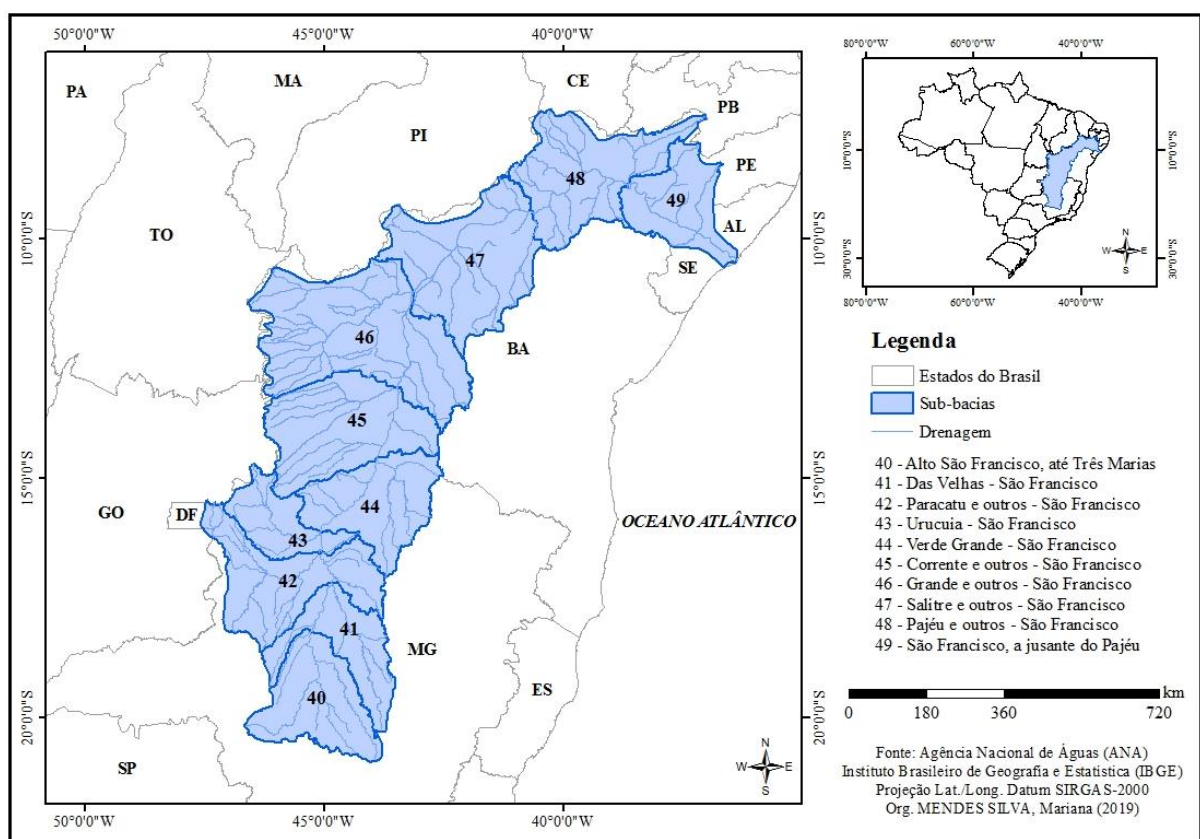 50°0'0"W 45°0'0"W 40°0'0"W
PA
MA
CE
PB
PI
PE
48
49
AL
TO
47
SE
46
BA
45
GO
DF
44
OCEANO ATLÂNTICO
43
42
41
MG
40
ES
SP
10°0'0"S
15°0'0"S
20°0'0"S
10°0'0"S
15°0'0"S
20°0'0"S
N
W E
S
50°0'0"W 45°0'0"W 40°0'0"W
80°0'0"W 60°0'0"W 40°0'0"W
10°0'0"S
30°0'0"S
10°0'0"S
30°0'0"S
N
W E
S
80°0'0"W 60°0'0"W 40°0'0"W
Legenda
Estados do Brasil
Sub-bacias
Drenagem
40 - Alto São Francisco, até Três Marias
41 - Das Velhas - São Francisco
42 - Paracatu e outros - São Francisco
43 - Urucuia - São Francisco
44 - Verde Grande - São Francisco
45 - Corrente e outros - São Francisco
46 - Grande e outros - São Francisco
47 - Salitre e outros - São Francisco
48 - Pajéu e outros - São Francisco
49 - São Francisco, a jusante do Pajéu
km
0 180 360 720
Fonte: Agência Nacional de Águas (ANA)
Instituto Brasileiro de Geografia e Estatística (IBGE)
Projeção Lat./Long. Datum SIRGAS-2000
Org. MENDES SILVA, Mariana (2019)